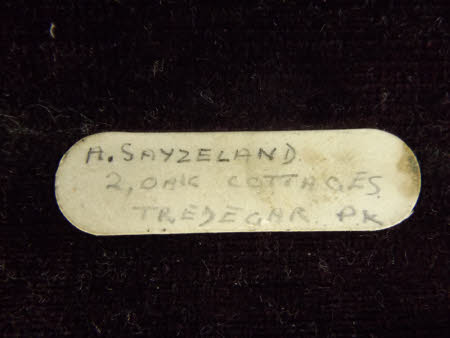 A. SAYZELAND
2, OAK COTTAGES
TREDEGAR PK